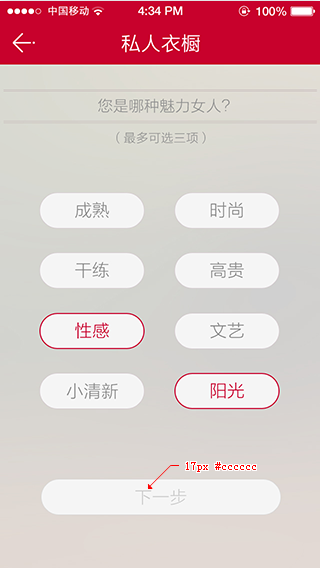 中国移动 4:34 PM 100%
私人衣橱
您是哪种魅力女人?
(最多可选三项)
成熟 时尚
干练 高贵
性感 文艺
小清新 阳光
17px #cccccc
下一步